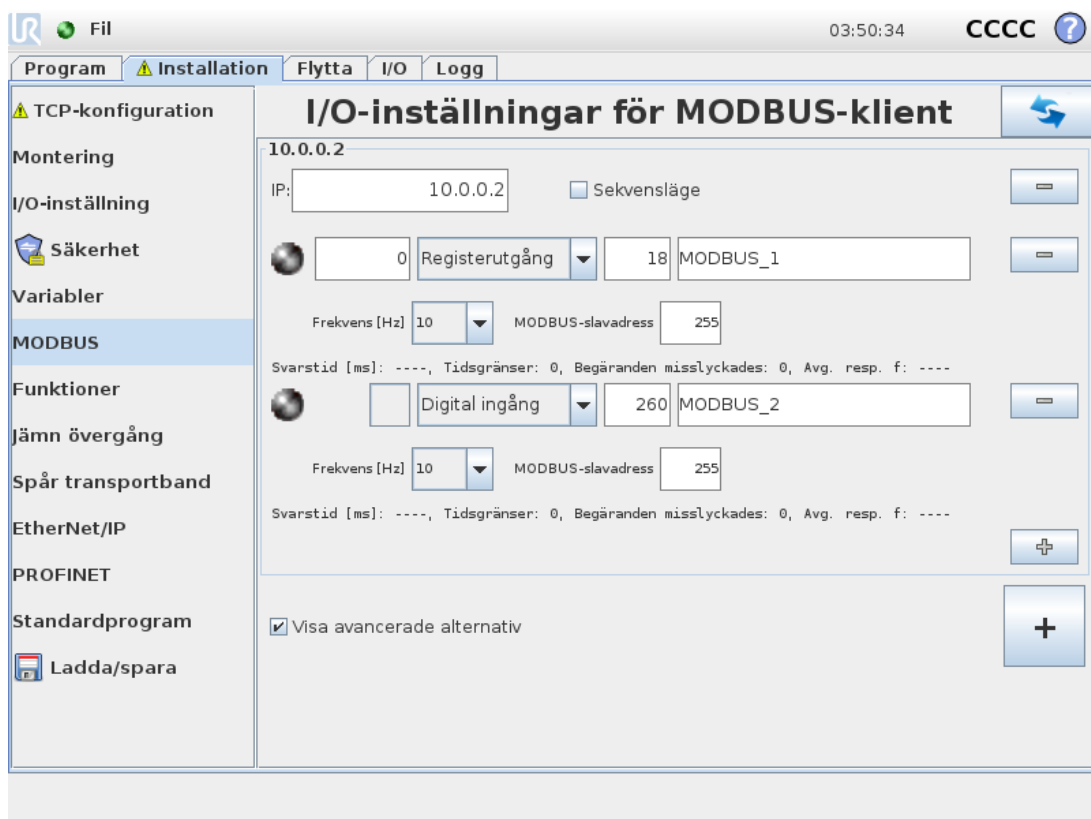 UR Fil 03:50:34 CCCC ?
Program Installation Flytta I/O Logg
TCP-konfiguration
Montering
I/O-inställning
Säkerhet
Variabler
MODBUS
Funktioner
Jämn övergång
Spår transportband
EtherNet/IP
PROFINET
Standardprogram
Ladda/spara
I/O-inställningar för MODBUS-klient
10.0.0.2
IP: 10.0.0.2 Sekvensläge
0 Registerutgång 18 MODBUS_1
Frekvens [Hz] 10 MODBUS-slavadress 255
Svarstid [ms]: ----, Tidsgränser: 0, Begäranden misslyckades: 0, Avg. resp. f: ----
Digital ingång 260 MODBUS_2
Frekvens [Hz] 10 MODBUS-slavadress 255
Svarstid [ms]: ----, Tidsgränser: 0, Begäranden misslyckades: 0, Avg. resp. f: ----
Visa avancerade alternativ